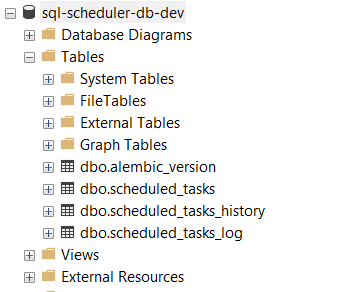 sql-scheduler-db-dev
Database Diagrams
Tables
System Tables
FileTables
External Tables
Graph Tables
dbo.alembic_version
dbo.scheduled_tasks
dbo.scheduled_tasks_history
dbo.scheduled_tasks_log
Views
External Resources